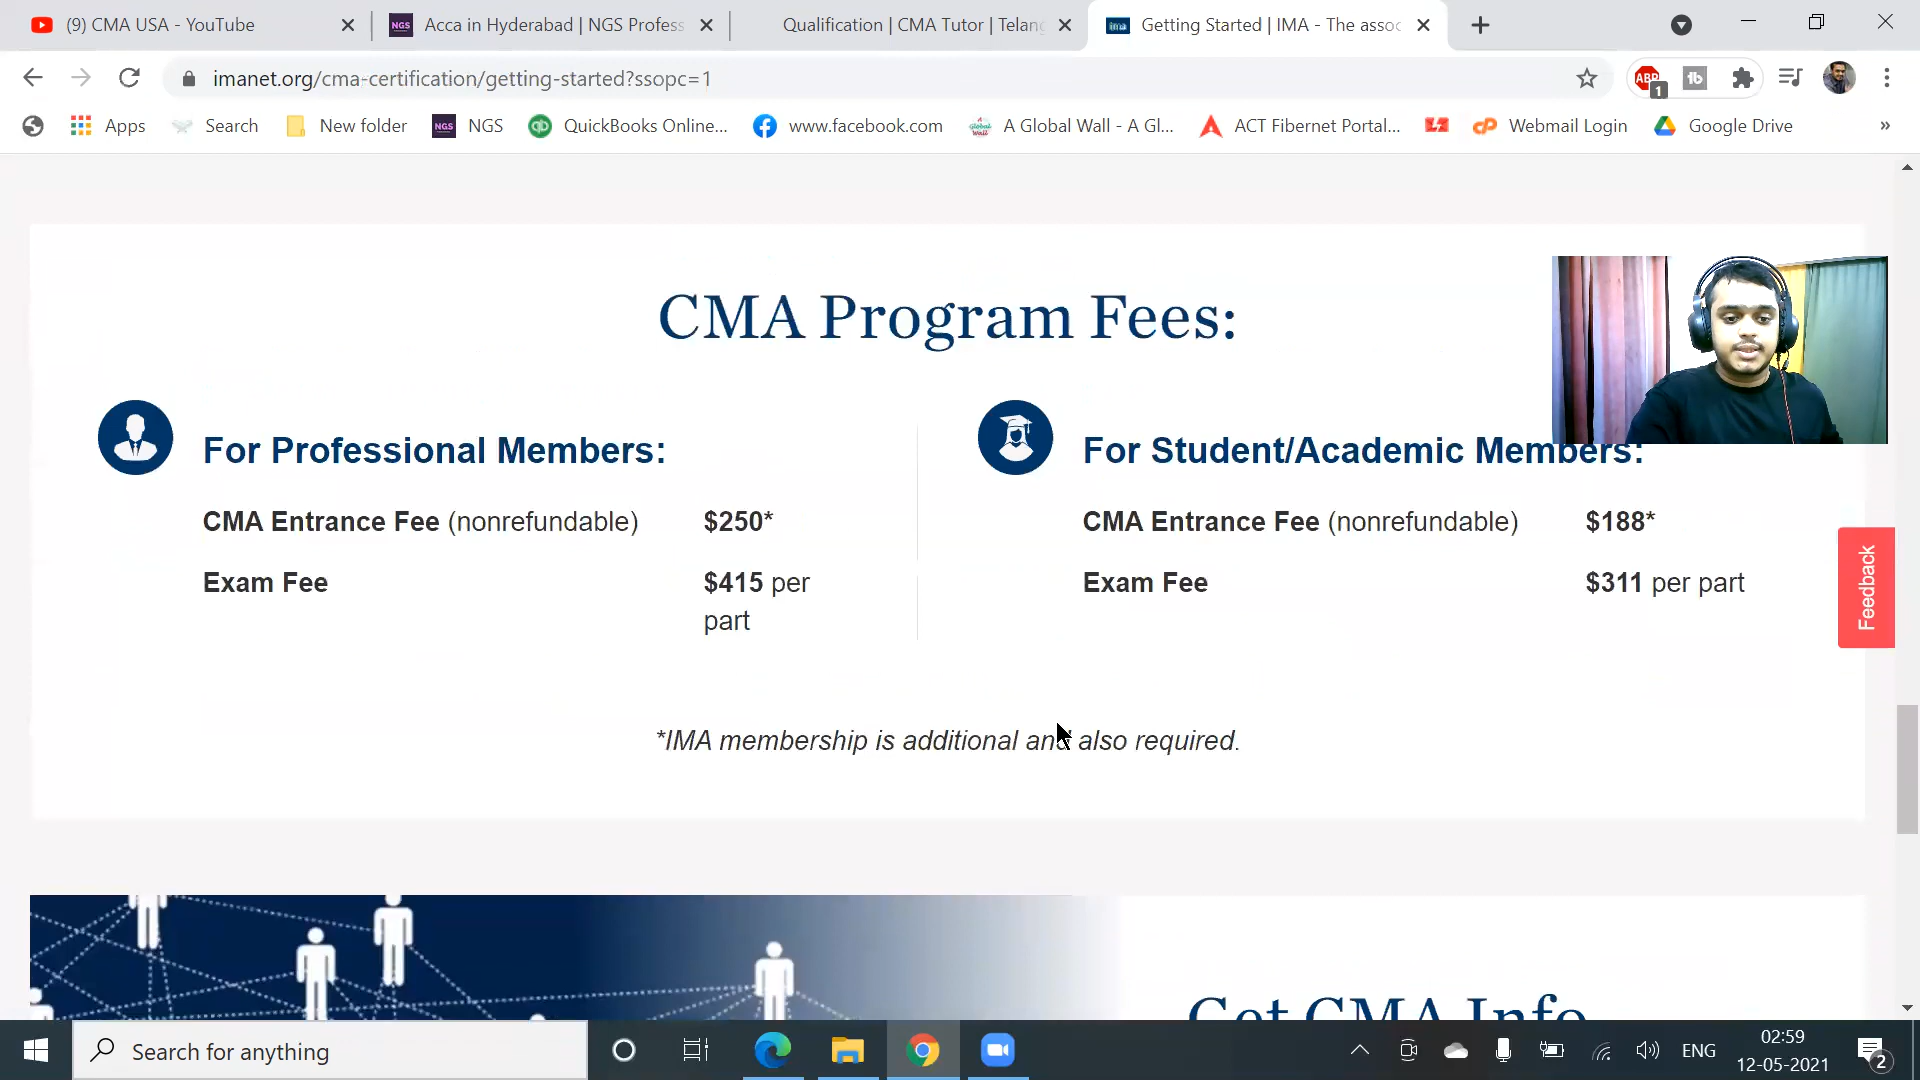 (9) CMA USA - YouTube
Acca in Hyderabad | NGS Profess
Qualification | CMA Tutor | Telan
Getting Started | IMA - The assoc
imanet.org/cma-certification/getting-started?ssopc=1
ABP
1
Apps
Search
New folder
NGS
NGS
QuickBooks Online...
www.facebook.com
A Global Wall - A Gl...
ACT Fibernet Portal...
Webmail Login
Google Drive
»
CMA Program Fees:
For Professional Members:
CMA Entrance Fee (nonrefundable) $250*
Exam Fee $415 per
part
For Student/Academic Members:
CMA Entrance Fee (nonrefundable) $188*
Exam Fee $311 per part
*IMA membership is additional and also required.
Feedback
Get CMA Info
Search for anything
ENG
02:59
12-05-2021
2